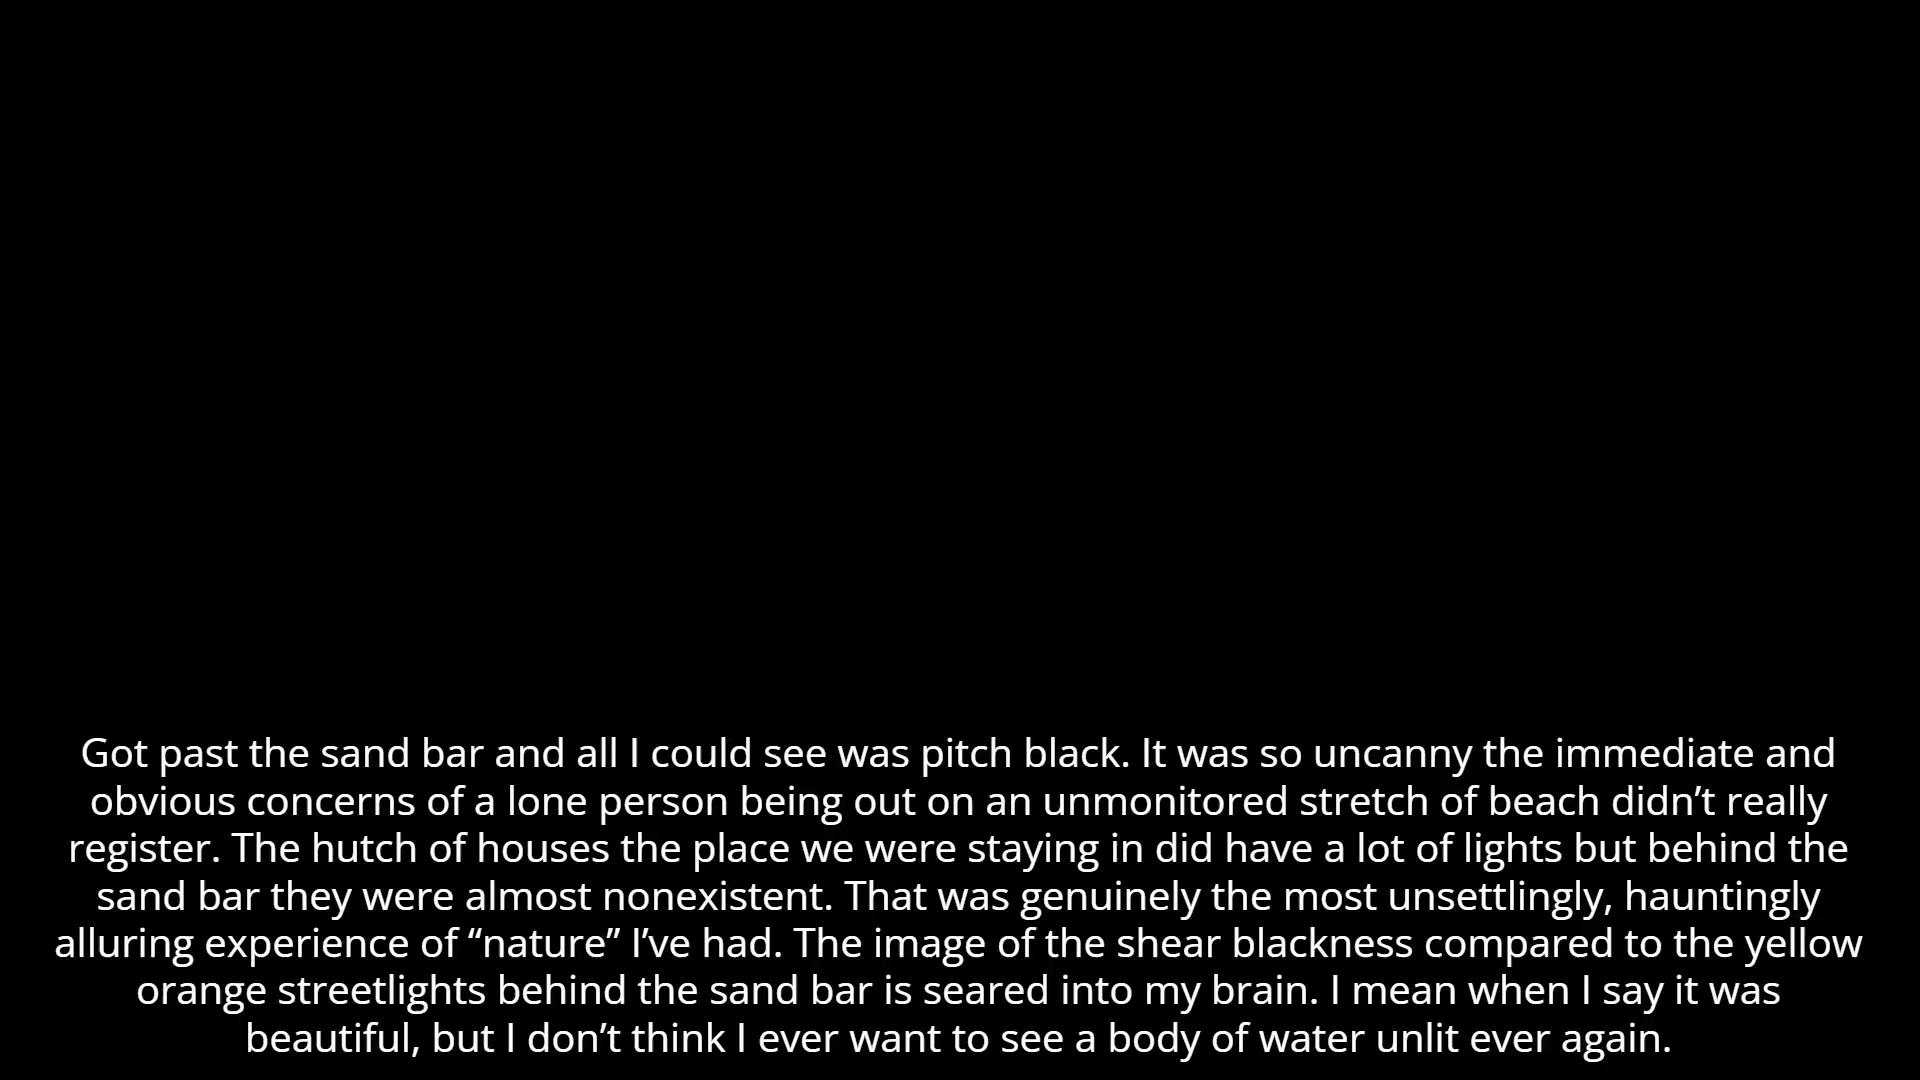 Got past the sand bar and all I could see was pitch black. It was so uncanny the immediate and
obvious concerns of a lone person being out on an unmonitored stretch of beach didn’t really
register. The hutch of houses the place we were staying in did have a lot of lights but behind the
sand bar they were almost nonexistent. That was genuinely the most unsettlingly, hauntingly
alluring experience of “nature” I’ve had. The image of the shear blackness compared to the yellow
orange streetlights behind the sand bar is seared into my brain. I mean when I say it was
beautiful, but I don’t think I ever want to see a body of water unlit ever again.